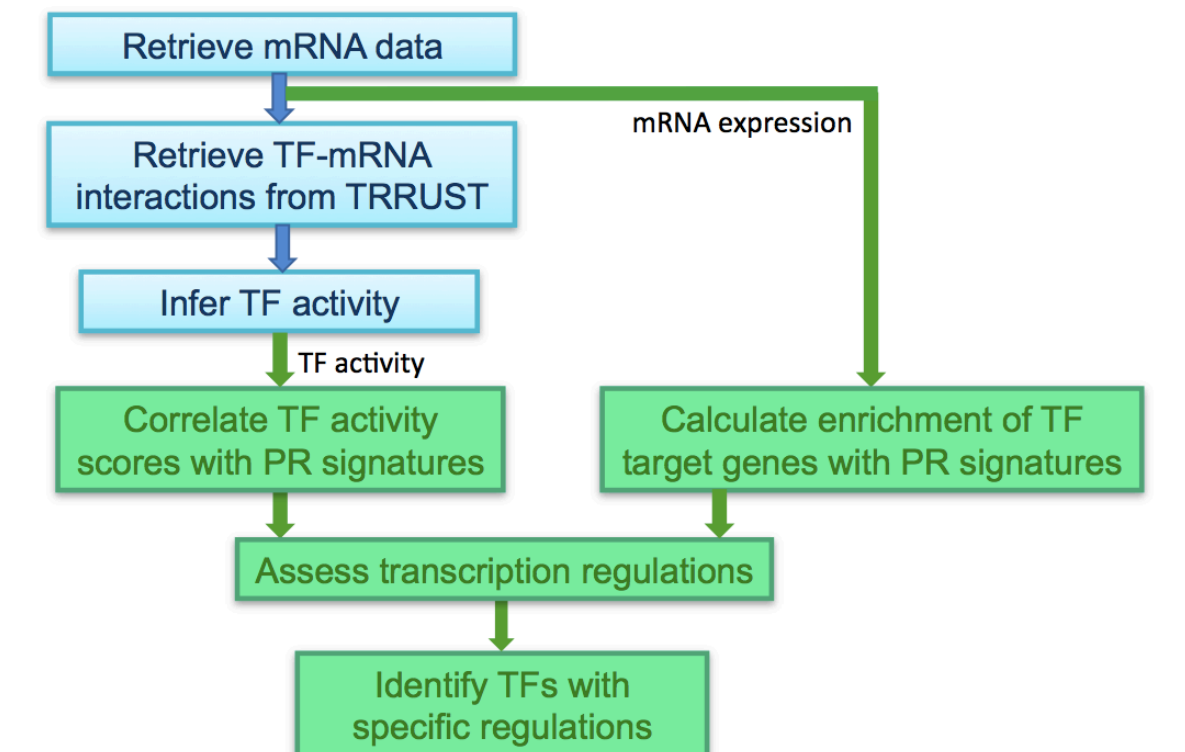 Retrieve mRNA data
mRNA expression
Retrieve TF-mRNA
interactions from TRRUST
Infer TF activity
TF activity
Correlate TF activity
scores with PR signatures
Calculate enrichment of TF
target genes with PR signatures
Assess transcription regulations
Identify TFs with
specific regulations